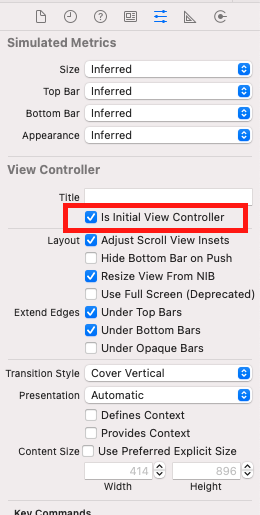 Simulated Metrics
Size Inferred
Top Bar Inferred
Bottom Bar Inferred
Appearance Inferred
View Controller
Title
Is Initial View Controller
Layout Adjust Scroll View Insets
Hide Bottom Bar on Push
Resize View From NIB
Use Full Screen (Deprecated)
Extend Edges Under Top Bars
Under Bottom Bars
Under Opaque Bars
Transition Style Cover Vertical
Presentation Automatic
Defines Context
Provides Context
Content Size Use Preferred Explicit Size
414 896
Width Height
Key Commands